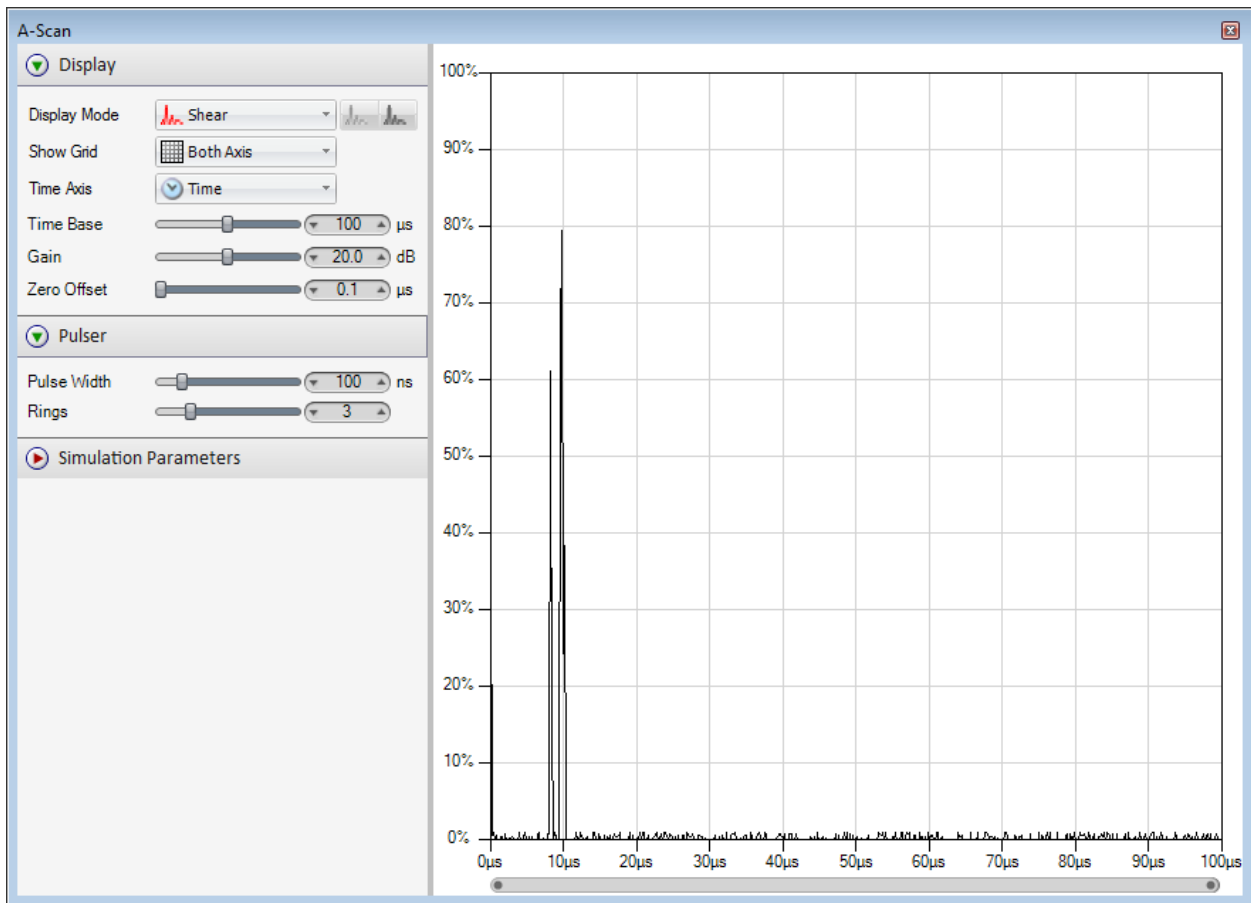 A-Scan
Display
Display Mode Shear
Show Grid Both Axis
Time Axis Time
Time Base 100 µs
Gain 20.0 dB
Zero Offset 0.1 µs
Pulser
Pulse Width 100 ns
Rings 3
Simulation Parameters
100%
90%
80%
70%
60%
50%
40%
30%
20%
10%
0%
0µs 10µs 20µs 30µs 40µs 50µs 60µs 70µs 80µs 90µs 100µs